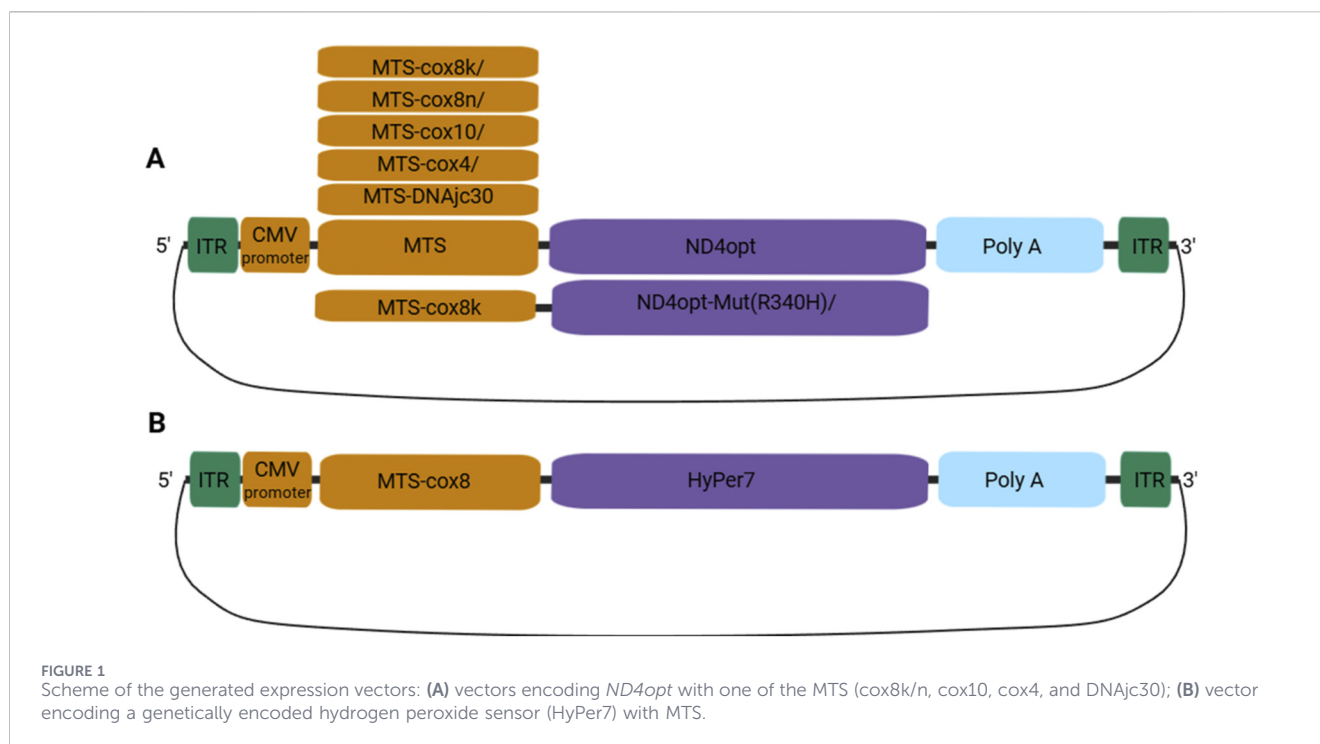 MTS-cox8k/
MTS-cox8n/
MTS-cox10/
MTS-cox4/
MTS-DNAjc30
A
5' ITR CMV promoter MTS ND4opt Poly A ITR 3'
MTS-cox8k ND4opt-Mut(R340H)/
B
5' ITR CMV promoter MTS-cox8 HyPer7 Poly A ITR 3'
FIGURE 1
Scheme of the generated expression vectors: (A) vectors encoding ND4opt with one of the MTS (cox8k/n, cox10, cox4, and DNAjc30); (B) vector
encoding a genetically encoded hydrogen peroxide sensor (HyPer7) with MTS.